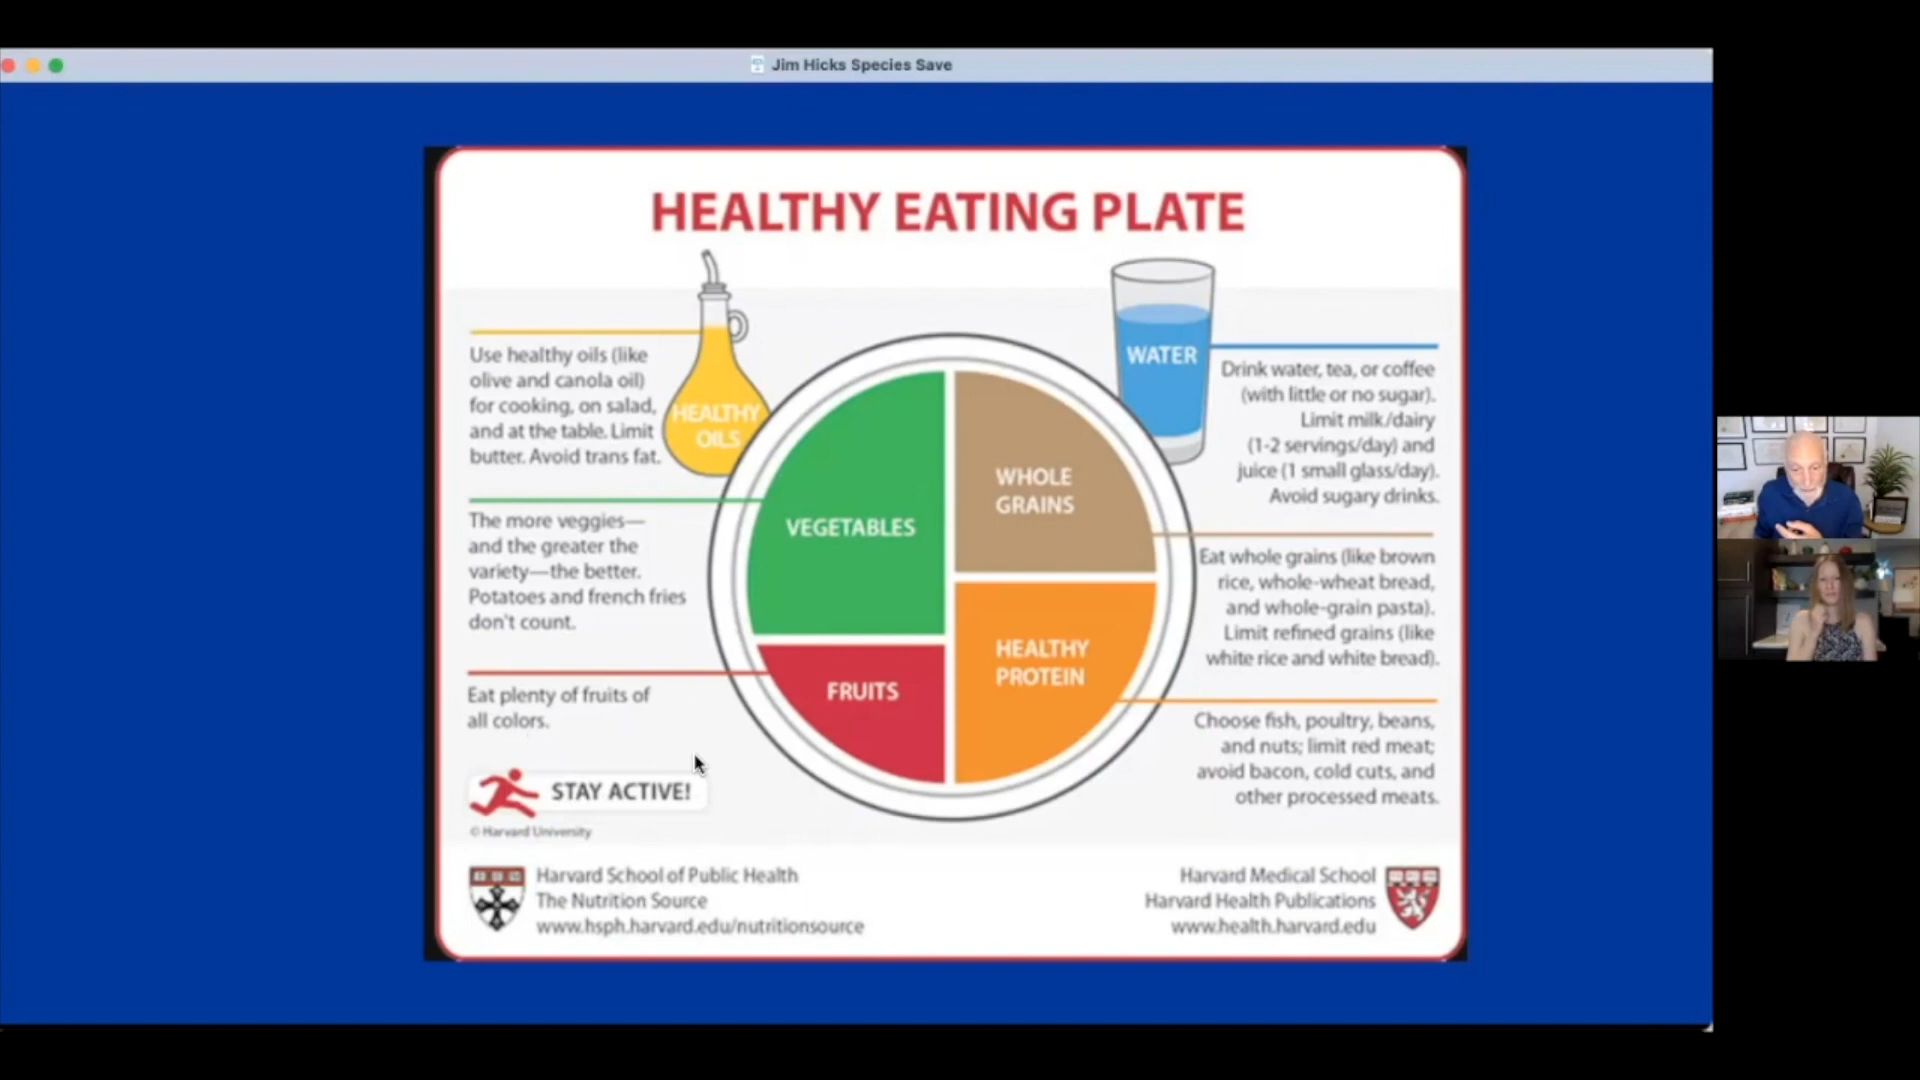 Jim Hicks Species Save
HEALTHY EATING PLATE
HEALTHY
OILS
Use healthy oils (like
olive and canola oil)
for cooking, on salad,
and at the table. Limit
butter. Avoid trans fat.
The more veggies—
and the greater the
variety—the better.
Potatoes and french fries
don't count.
Eat plenty of fruits of
all colors.
STAY ACTIVE!
© Harvard University
VEGETABLES
FRUITS
WHOLE
GRAINS
HEALTHY
PROTEIN
WATER
Drink water, tea, or coffee
(with little or no sugar).
Limit milk/dairy
(1-2 servings/day) and
juice (1 small glass/day).
Avoid sugary drinks.
Eat whole grains (like brown
rice, whole-wheat bread,
and whole-grain pasta).
Limit refined grains (like
white rice and white bread).
Choose fish, poultry, beans,
and nuts; limit red meat;
avoid bacon, cold cuts, and
other processed meats.
Harvard School of Public Health
The Nutrition Source
www.hsph.harvard.edu/nutritionsource
Harvard Medical School
Harvard Health Publications
www.health.harvard.edu